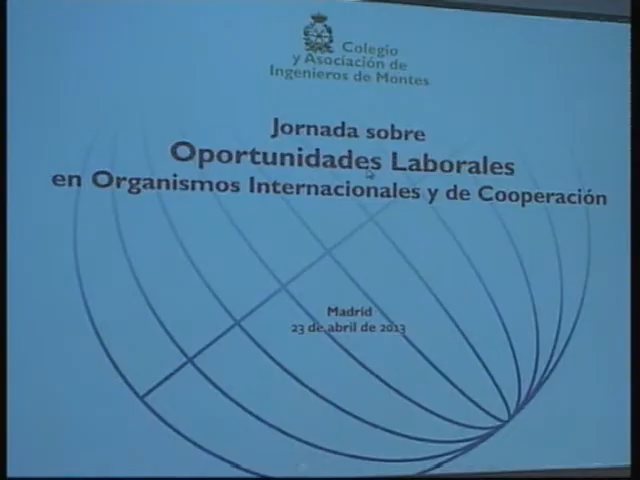 Colegio
y Asociación de
Ingenieros de Montes
Jornada sobre
Oportunidades Laborales
en Organismos Internacionales y de Cooperación
Madrid
23 de abril de 2013